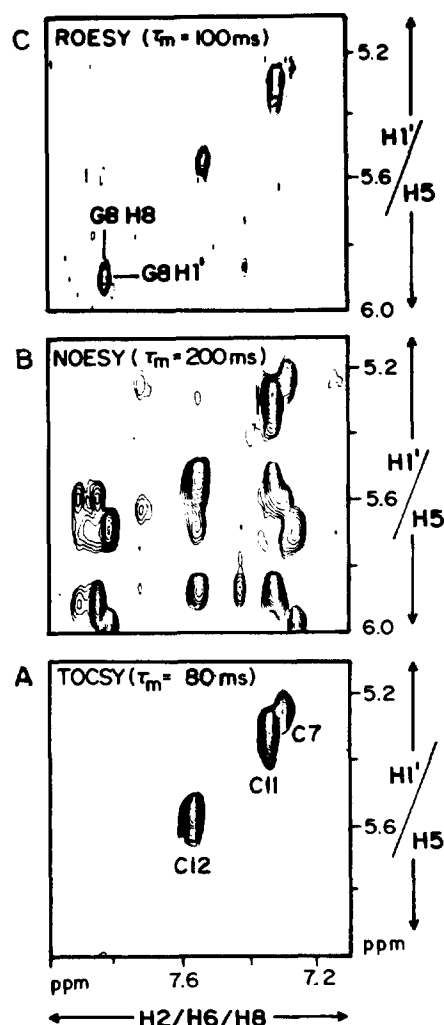 C ROESY (τm = 100ms)
5.2
H1'/H5
5.6
G8 H8
G8 H1'
6.0
B NOESY (τm = 200ms)
5.2
H1'/H5
5.6
6.0
A TOCSY (τm = 80ms)
5.2
C7
C11
H1'/H5
5.6
C12
ppm
ppm 7.6 7.2
H2/H6/H8